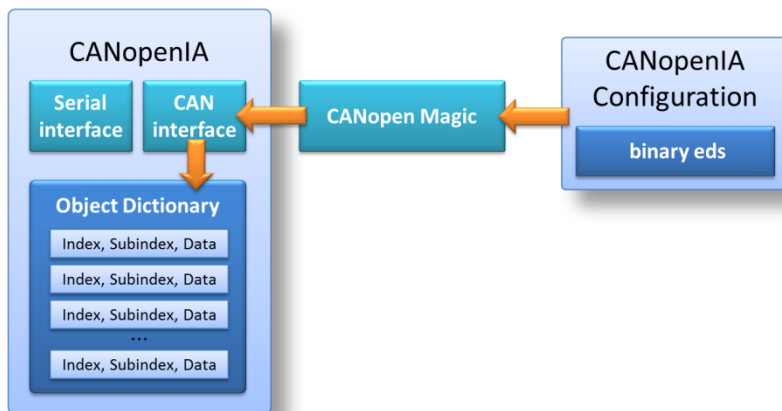 CANopenIA
Serial
interface
CAN
interface
Object Dictionary
Index, Subindex, Data
Index, Subindex, Data
Index, Subindex, Data
...
Index, Subindex, Data
CANopen Magic
CANopenIA
Configuration
binary eds